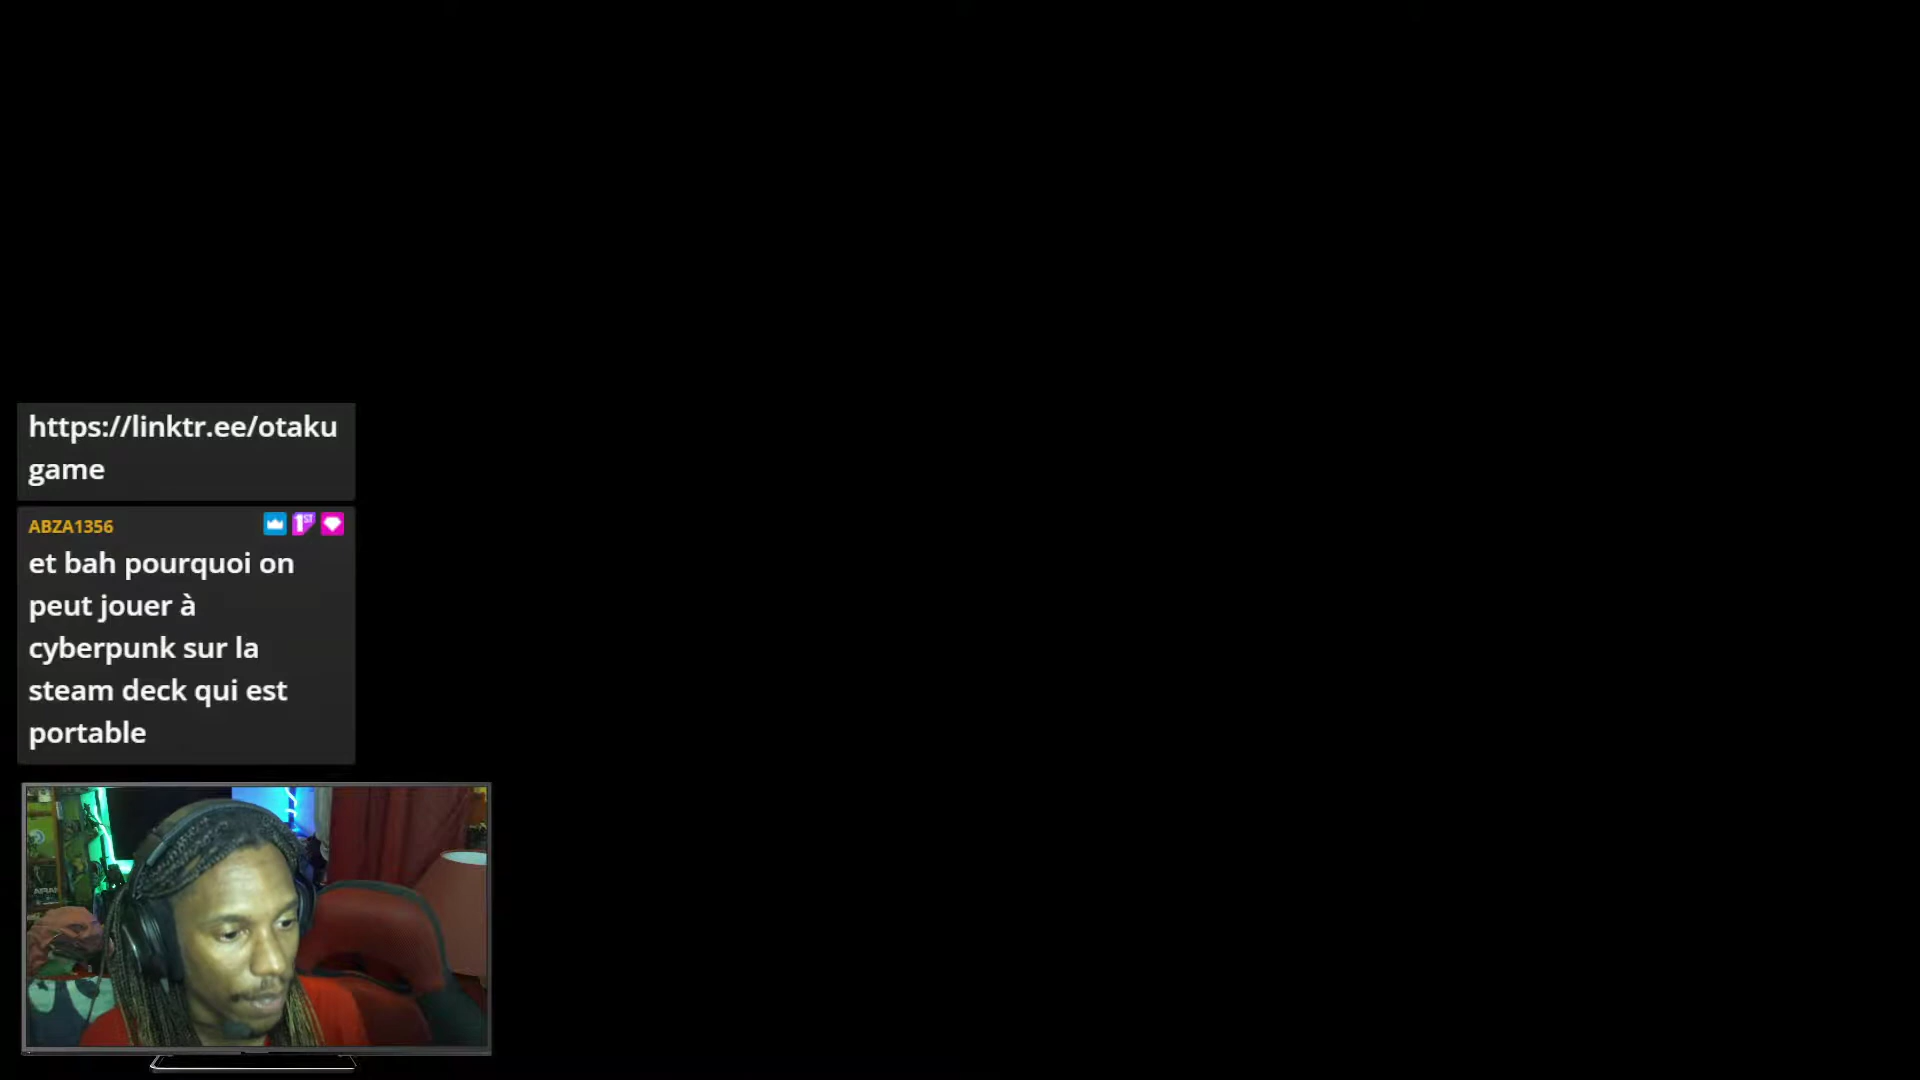 https://linktr.ee/otaku
game
ABZA1356
1ST
et bah pourquoi on
peut jouer à
cyberpunk sur la
steam deck qui est
portable